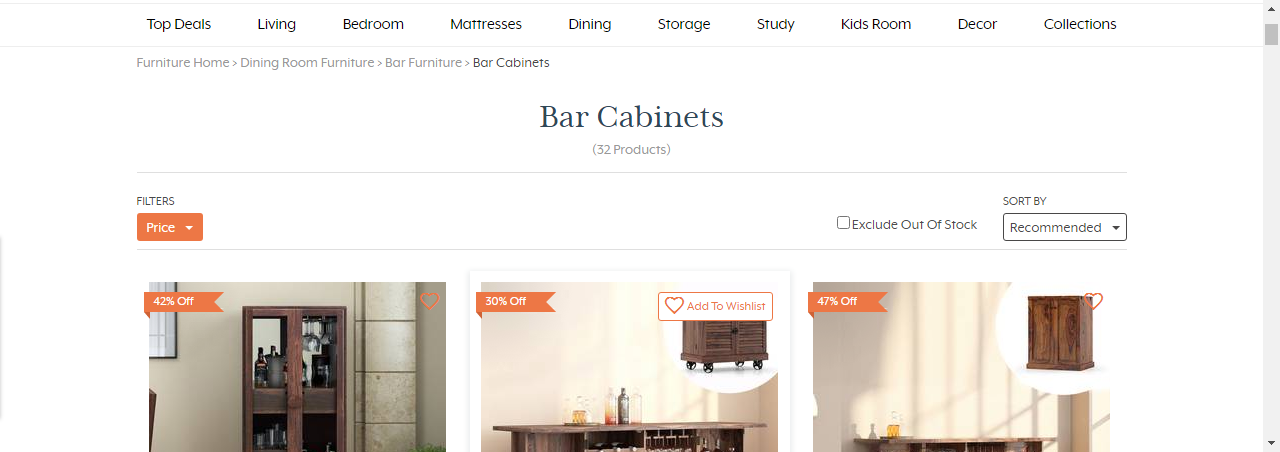 Top Deals Living Bedroom Mattresses Dining Storage Study Kids Room Decor Collections
Furniture Home > Dining Room Furniture > Bar Furniture > Bar Cabinets
Bar Cabinets
(32 Products)
FILTERS
Price
Exclude Out Of Stock
SORT BY
Recommended
42% Off
30% Off
Add To Wishlist
47% Off